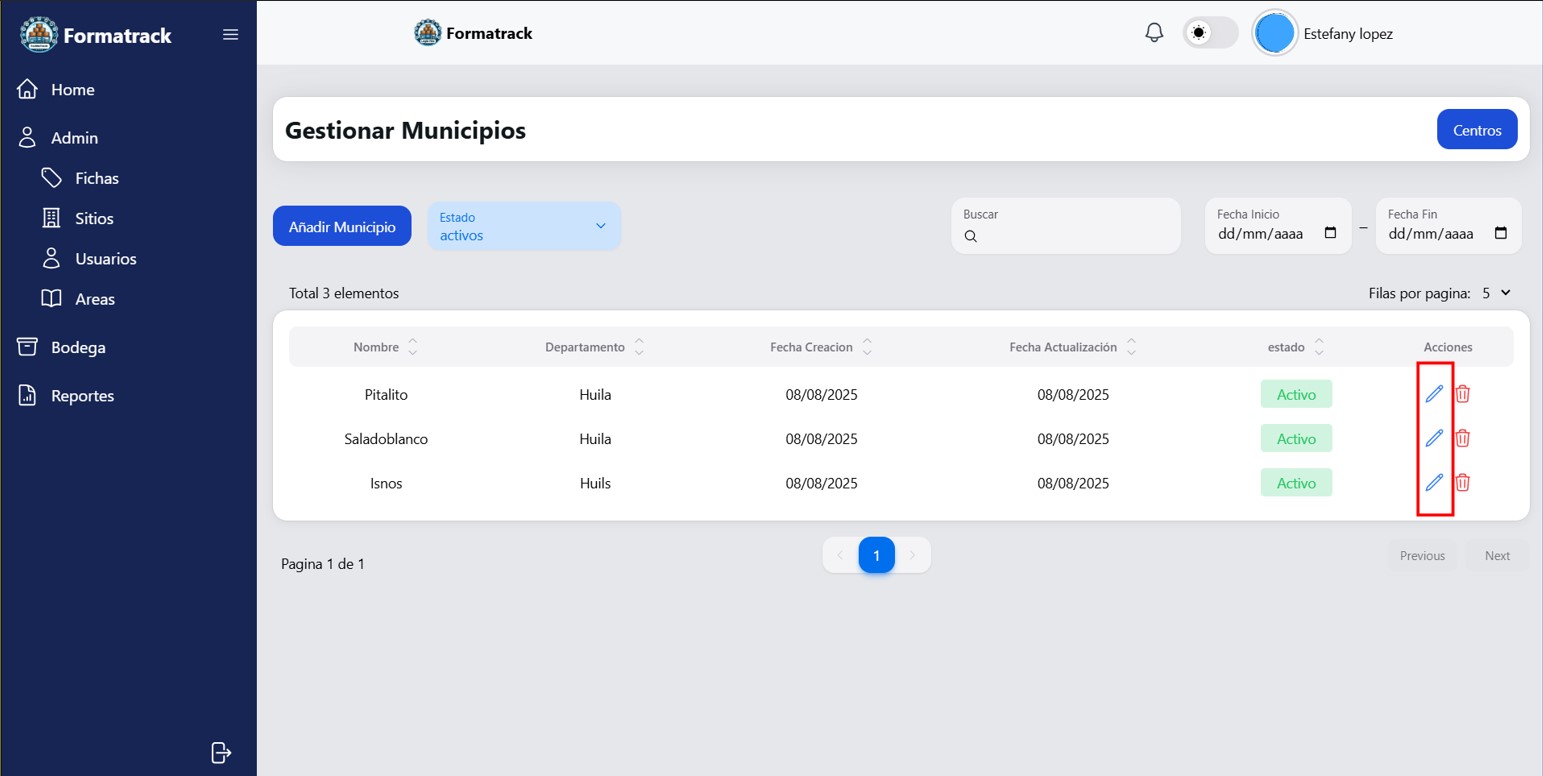 Formatrack
Home
Admin
Fichas
Sitios
Usuarios
Areas
Bodega
Reportes
Formatrack
Estefany lopez
Gestionar Municipios
Centros
Añadir Municipio
Estado
activos
Buscar
Fecha Inicio
dd/mm/aaaa
–
Fecha Fin
dd/mm/aaaa
Total 3 elementos
Filas por pagina: 5
Nombre Departamento Fecha Creacion Fecha Actualización estado Acciones
Pitalito Huila 08/08/2025 08/08/2025 Activo
Saladoblanco Huila 08/08/2025 08/08/2025 Activo
Isnos Huils 08/08/2025 08/08/2025 Activo
Pagina 1 de 1
1
Previous
Next